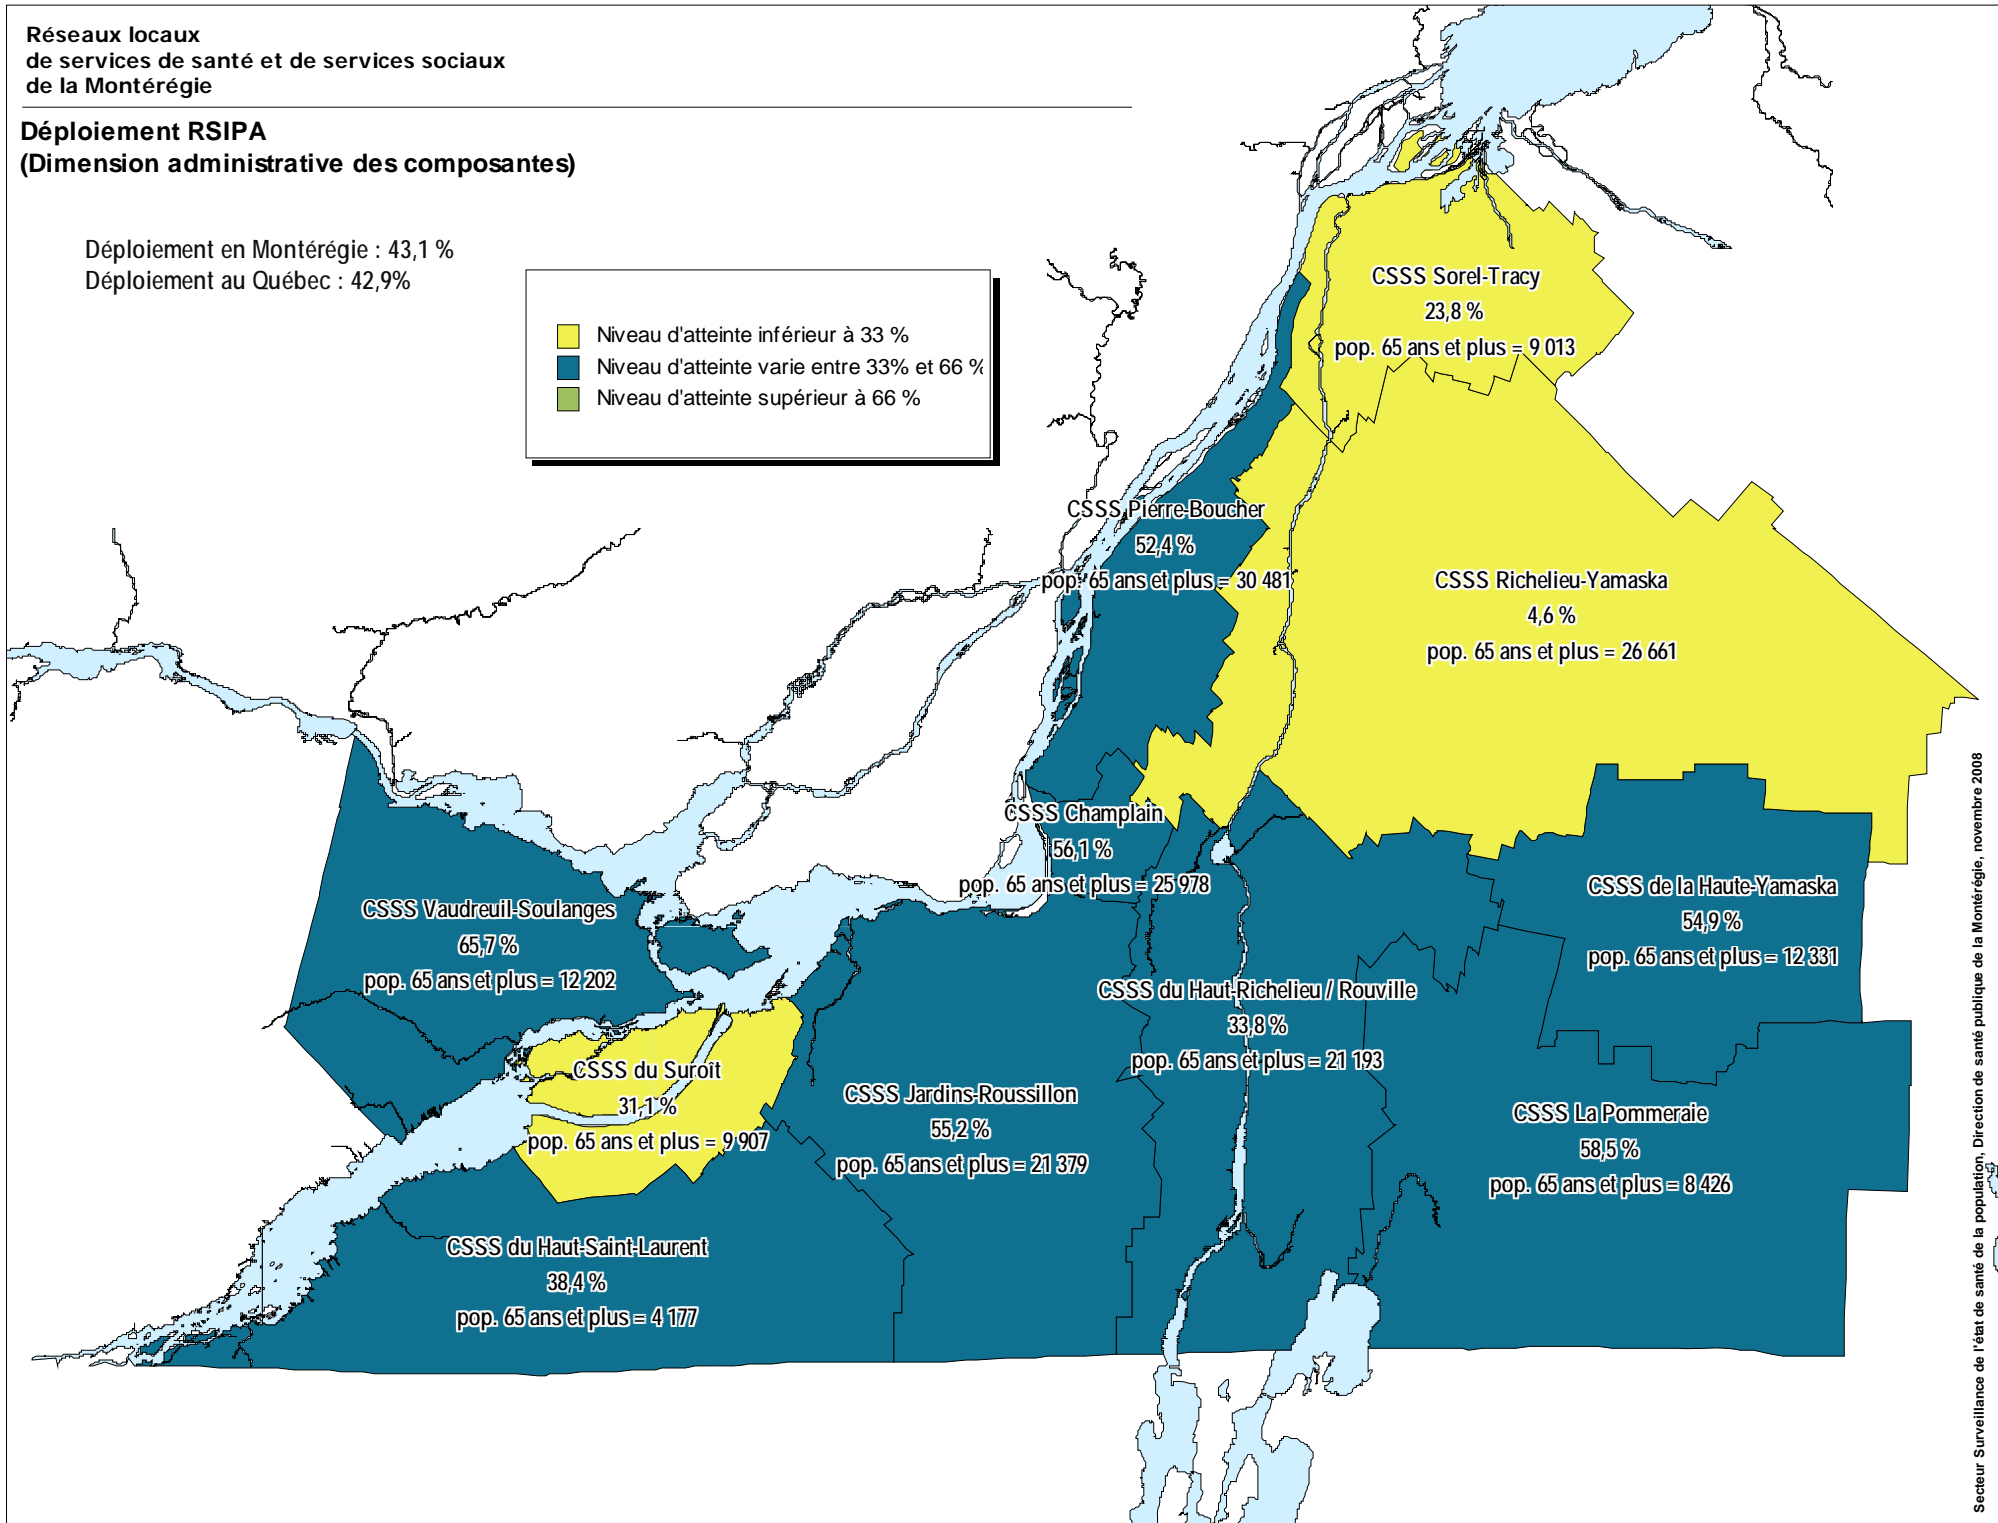 Réseaux locaux
de services de santé et de services sociaux
de la Montérégie
Déploiement RSIPA
(Dimension administrative des composantes)
Déploiement en Montérégie : 43,1 %
Déploiement au Québec : 42,9%
Niveau d'atteinte inférieur à 33 %
Niveau d'atteinte varie entre 33% et 66 %
Niveau d'atteinte supérieur à 66 %
CSSS Sorel-Tracy
23,8 %
pop. 65 ans et plus = 9 013
CSSS Pierre-Boucher
52,4 %
pop. 65 ans et plus = 30 481
CSSS Richelieu-Yamaska
4,6 %
pop. 65 ans et plus = 26 661
CSSS Champlain
56,1 %
pop. 65 ans et plus = 25 978
CSSS de la Haute-Yamaska
54,9 %
pop. 65 ans et plus = 12 331
CSSS Vaudreuil-Soulanges
65,7 %
pop. 65 ans et plus = 12 202
CSSS du Haut-Richelieu / Rouville
33,8 %
pop. 65 ans et plus = 21 193
CSSS du Suroît
31,1 %
pop. 65 ans et plus = 9 907
CSSS Jardins-Roussillon
55,2 %
pop. 65 ans et plus = 21 379
CSSS La Pommeraie
58,5 %
pop. 65 ans et plus = 8 426
CSSS du Haut-Saint-Laurent
38,4 %
pop. 65 ans et plus = 4 177
Secteur Surveillance de l'état de santé de la population, Direction de santé publique de la Montérégie, novembre 2008